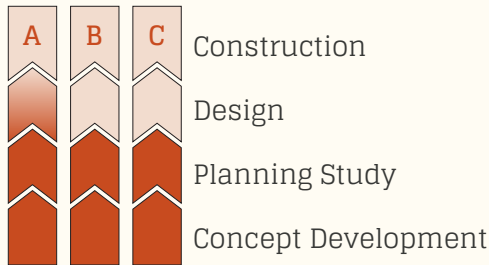 A B C
Construction
Design
Planning Study
Concept Development